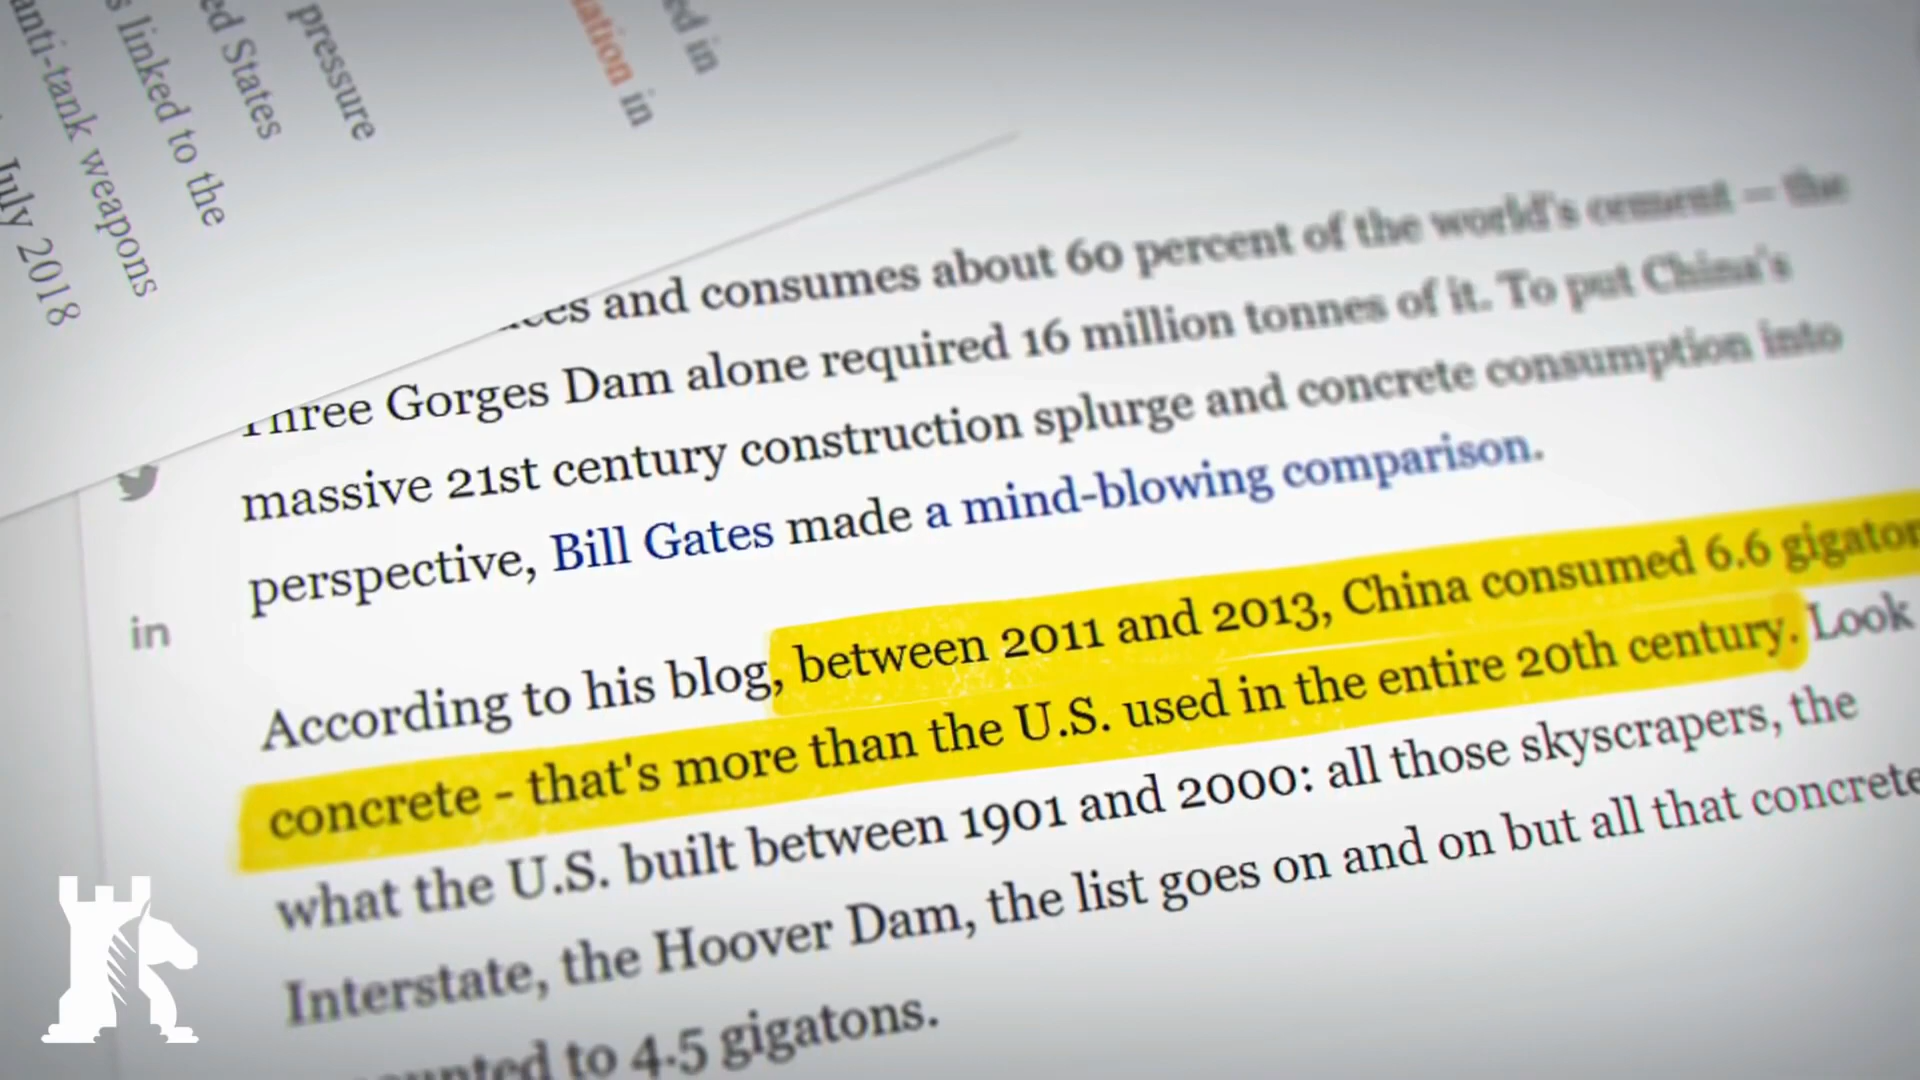 anti-tank weapons
linked to the
ed States
pressure
July 2018
ed in
ation in
and consumes about 60 percent of the world's cement – the
Three Gorges Dam alone required 16 million tonnes of it. To put China's
massive 21st century construction splurge and concrete consumption into
perspective, Bill Gates made a mind-blowing comparison.
in
According to his blog, between 2011 and 2013, China consumed 6.6 gigaton
concrete - that's more than the U.S. used in the entire 20th century. Look
what the U.S. built between 1901 and 2000: all those skyscrapers, the
Interstate, the Hoover Dam, the list goes on and on but all that concrete
to 4.5 gigatons.